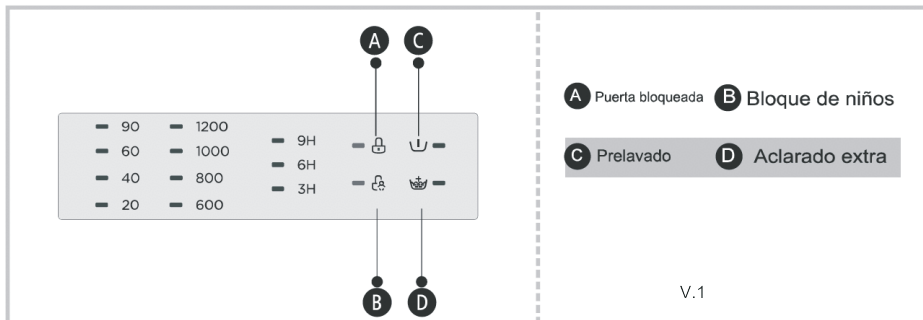 A C
90 1200
60 1000 9H
40 800 6H
20 600 3H
B D
A Puerta bloqueada B Bloque de niños
C Prelavado D Aclarado extra
V.1